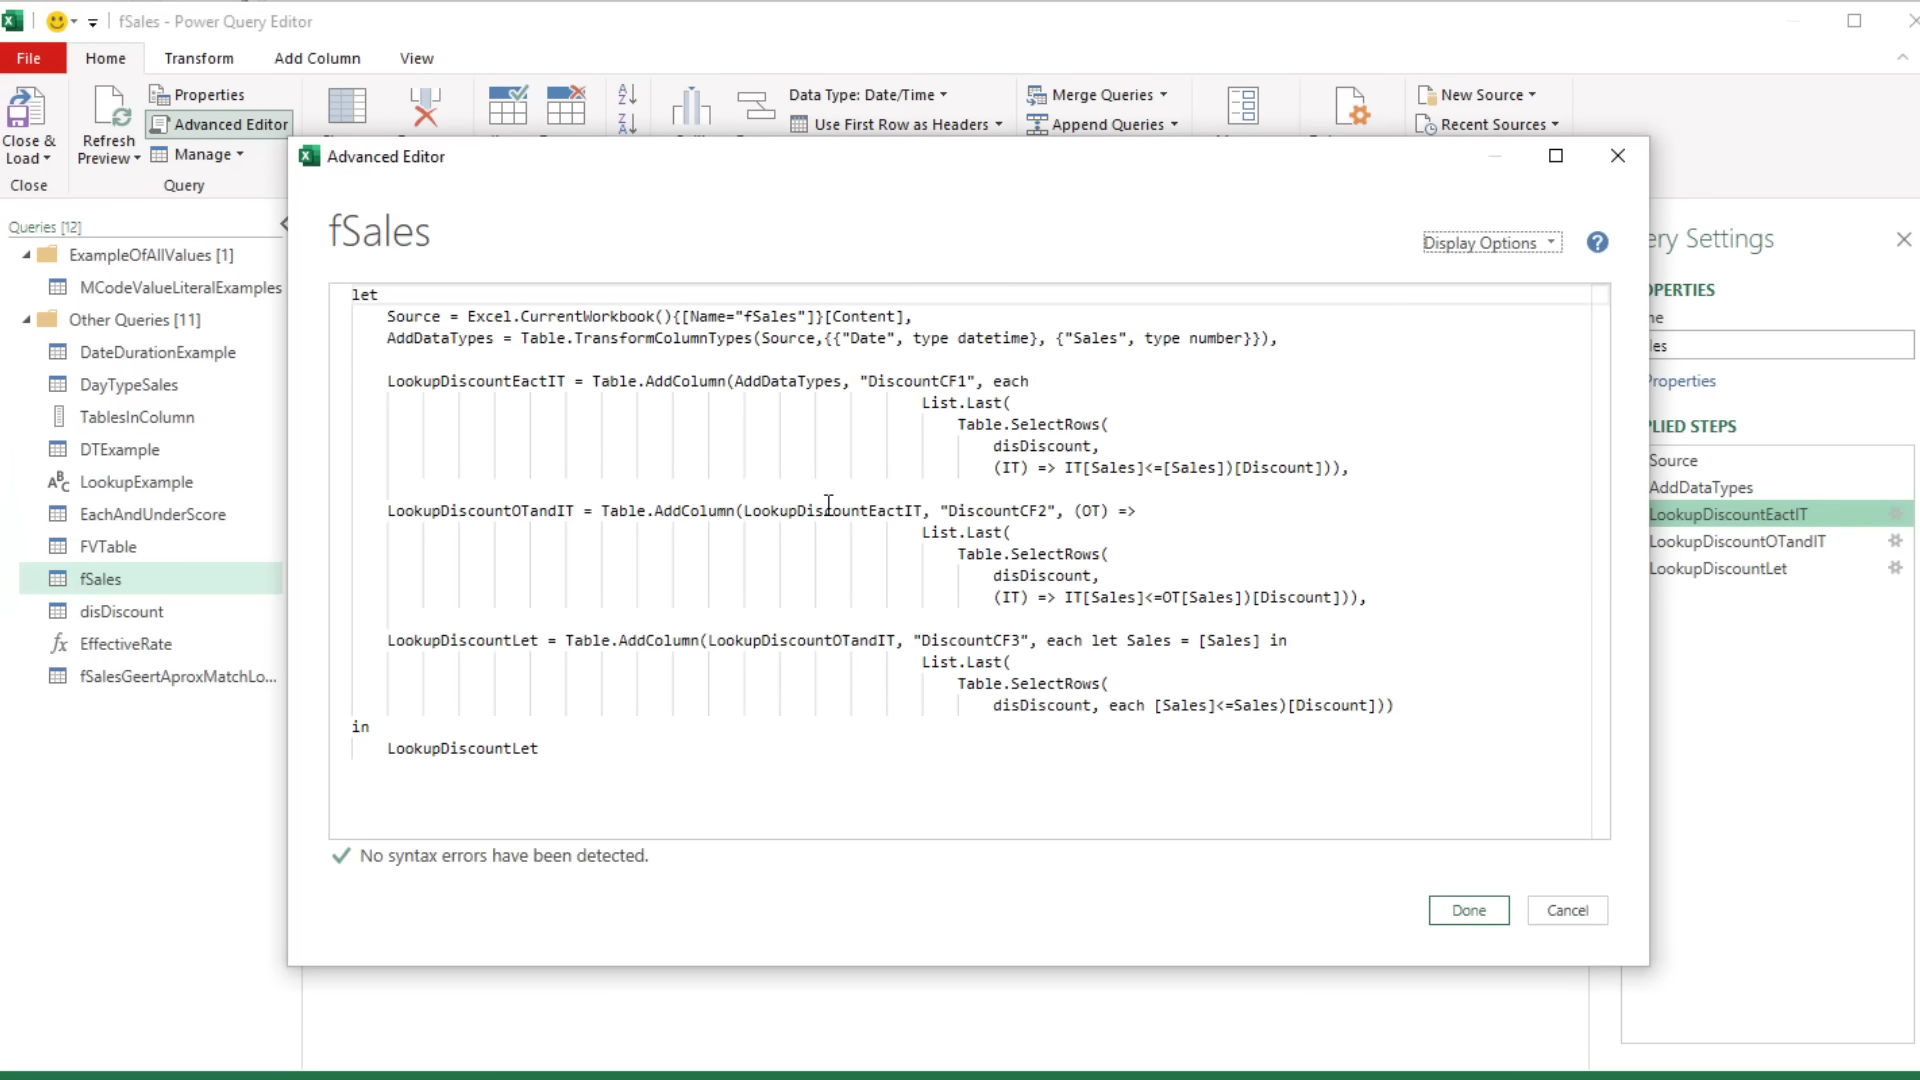 fSales - Power Query Editor
File Home Transform Add Column View
Close & Load
Close
Refresh Preview
Properties
Advanced Editor
Manage
Query
Data Type: Date/Time
Use First Row as Headers
Merge Queries
Append Queries
New Source
Recent Sources
Queries [12]
ExampleOfAllValues [1]
MCodeValueLiteralExamples
Other Queries [11]
DateDurationExample
DayTypeSales
TablesInColumn
DTExample
LookupExample
EachAndUnderScore
FVTable
fSales
disDiscount
EffectiveRate
fSalesGeertAproxMatchLo...
Advanced Editor
fSales
Display Options
let
Source = Excel.CurrentWorkbook(){[Name="fSales"]}[Content],
AddDataTypes = Table.TransformColumnTypes(Source,{{"Date", type datetime}, {"Sales", type number}}),
LookupDiscountEactIT = Table.AddColumn(AddDataTypes, "DiscountCF1", each
List.Last(
Table.SelectRows(
disDiscount,
(IT) => IT[Sales]<=[Sales])[Discount])),
LookupDiscountOTandIT = Table.AddColumn(LookupDiscountEactIT, "DiscountCF2", (OT) =>
List.Last(
Table.SelectRows(
disDiscount,
(IT) => IT[Sales]<=OT[Sales])[Discount])),
LookupDiscountLet = Table.AddColumn(LookupDiscountOTandIT, "DiscountCF3", each let Sales = [Sales] in
List.Last(
Table.SelectRows(
disDiscount, each [Sales]<=Sales)[Discount]))
in
LookupDiscountLet
No syntax errors have been detected.
Done
Cancel
ery Settings
OPERTIES
me
les
Properties
PLIED STEPS
Source
AddDataTypes
LookupDiscountEactIT
LookupDiscountOTandIT
LookupDiscountLet